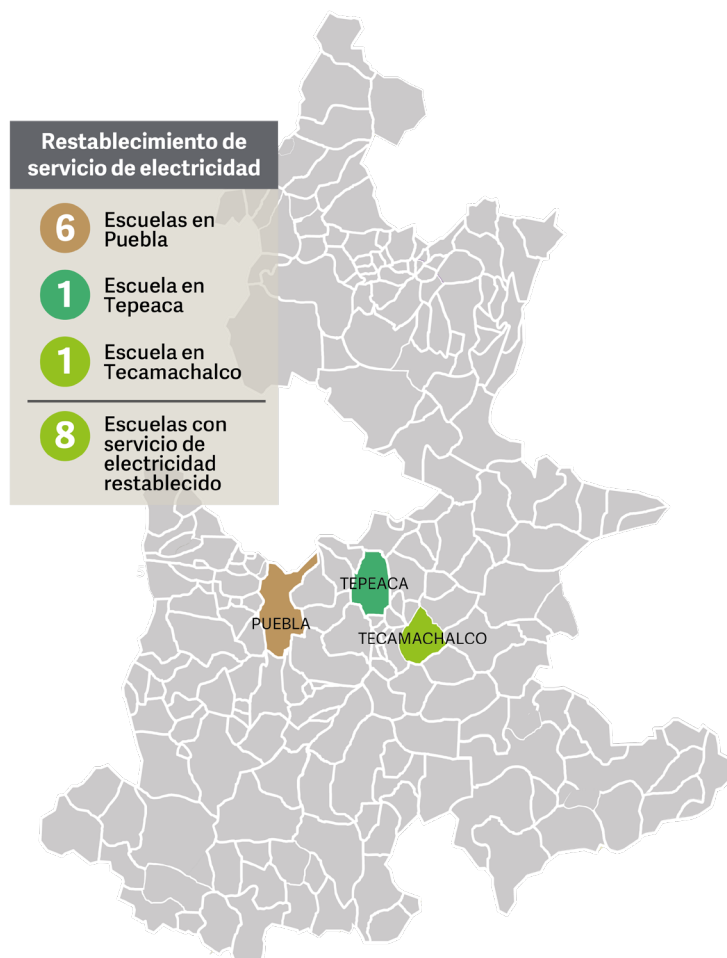 Restablecimiento de
servicio de electricidad
6
Escuelas en
Puebla
1
Escuela en
Tepeaca
1
Escuela en
Tecamachalco
8
Escuelas con
servicio de
electricidad
restablecido
TEPEACA
PUEBLA
TECAMACHALCO